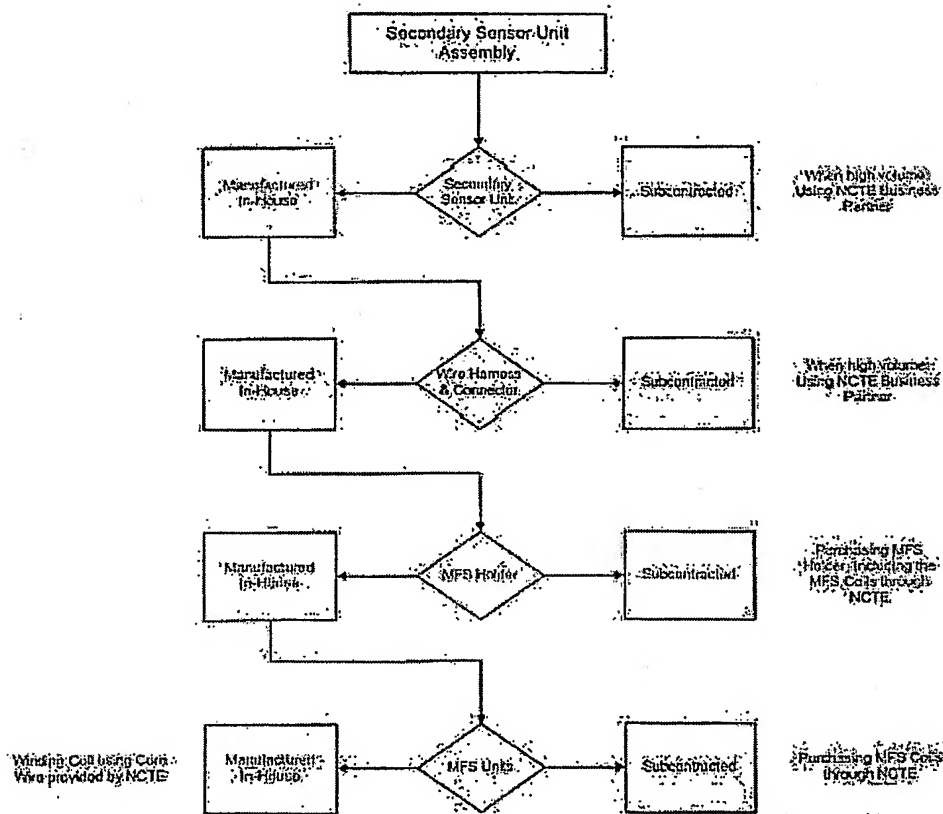 Secondary Sensor Unit
Assembly
Manufactured
In-House
Secondary
Sensor Unit
Subcontracted
When high volume
Using NCTE Business
Partner
Manufactured
In-House
Wire Harness
& Connector
Subcontracted
When high volume
Using NCTE Business
Partner
Manufactured
In-House
MFS Holder
Subcontracted
Purchasing MFS
Holder, including the
MFS Coils through
NCTE
Winding Coil using Core
Wire provided by NCTE
Manufactured
In-House
MFS Units
Subcontracted
Purchasing MFS Coils
through NCTE